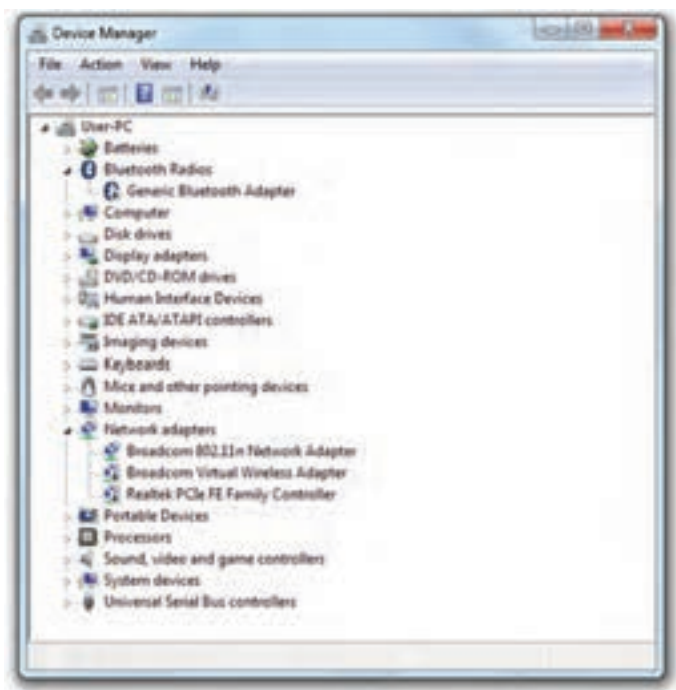 Device Manager
File Action View Help
User-PC
Batteries
Bluetooth Radios
Generic Bluetooth Adapter
Computer
Disk drives
Display adapters
DVD/CD-ROM drives
Human Interface Devices
IDE ATA/ATAPI controllers
Imaging devices
Keyboards
Mice and other pointing devices
Monitors
Network adapters
Broadcom 802.11n Network Adapter
Broadcom Virtual Wireless Adapter
Realtek PCIe FE Family Controller
Portable Devices
Processors
Sound, video and game controllers
System devices
Universal Serial Bus controllers